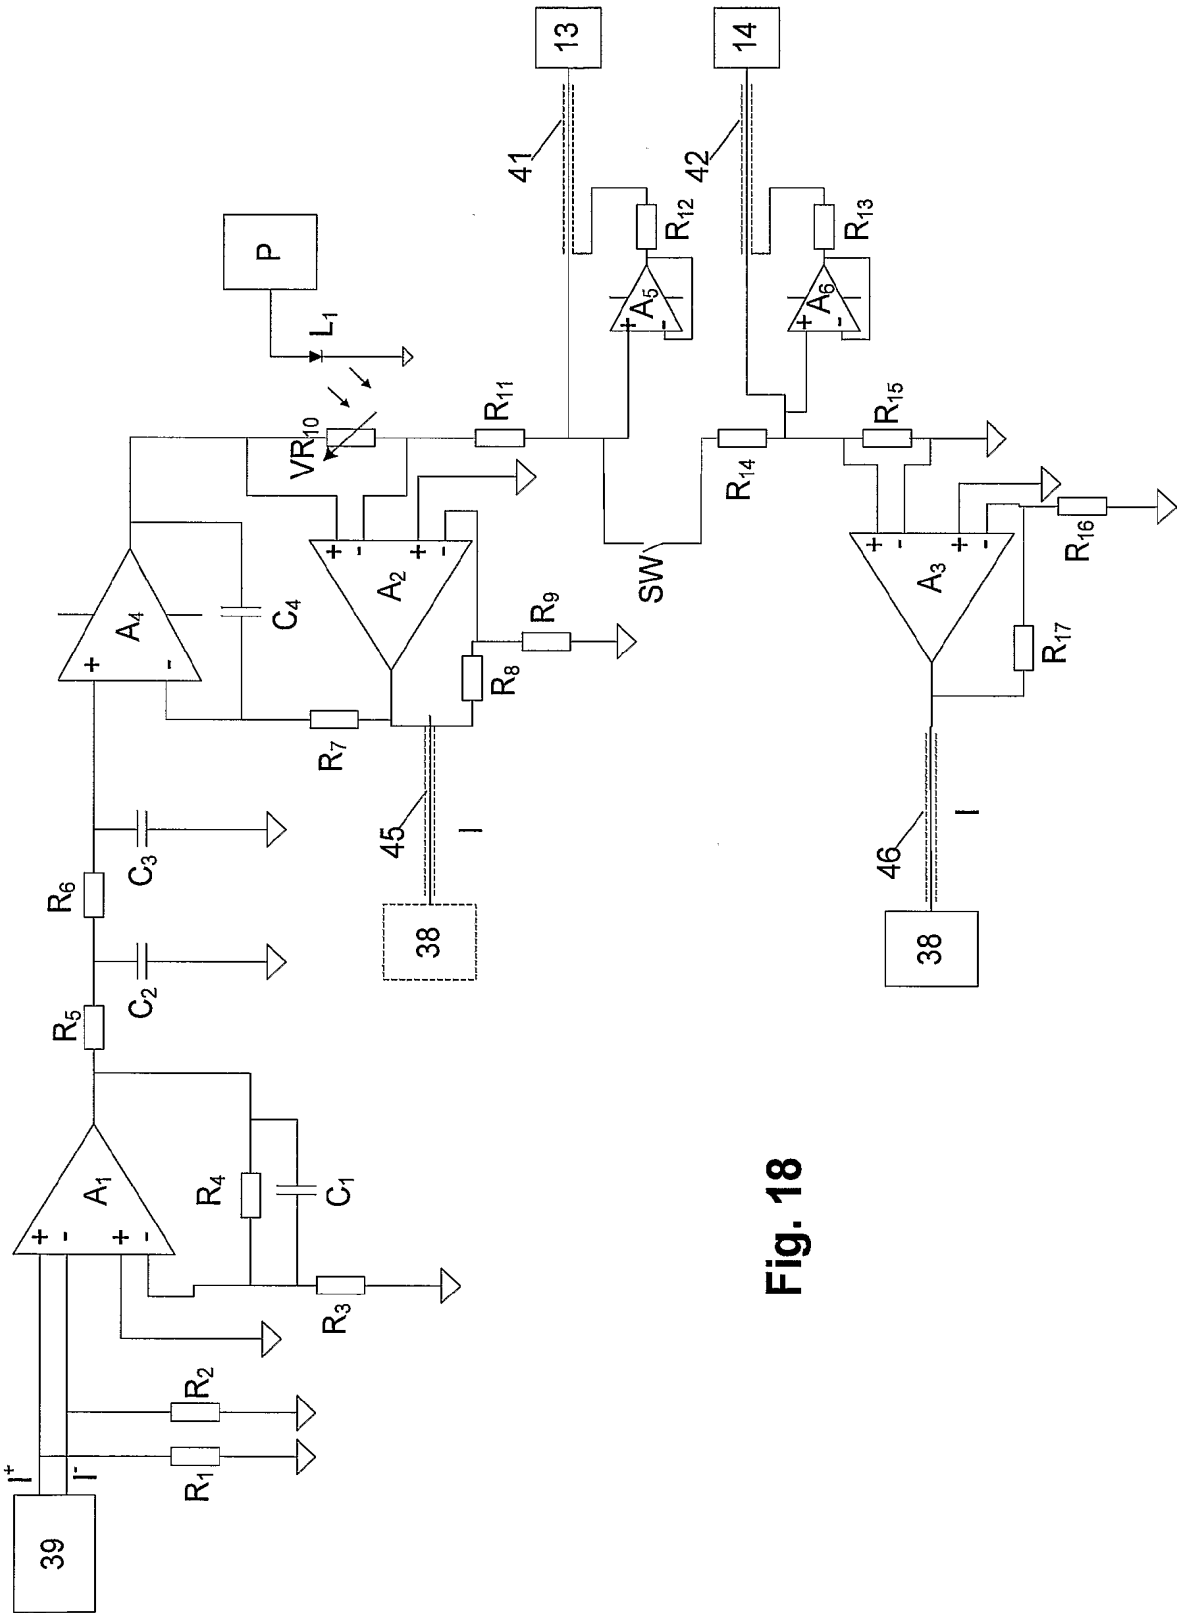 39
I+
I-
R1
R2
+
-
+
-
A1
R3
R4
C1
R5
C2
R6
C3
+
-
A4
C4
R7
VR10
L1
P
+
-
+
-
A2
R8
R9
45
I
38
R11
41
13
+
-
A5
R12
SW
R14
42
14
+
-
A6
R13
R15
+
-
+
-
A3
R16
R17
46
I
38
Fig. 18